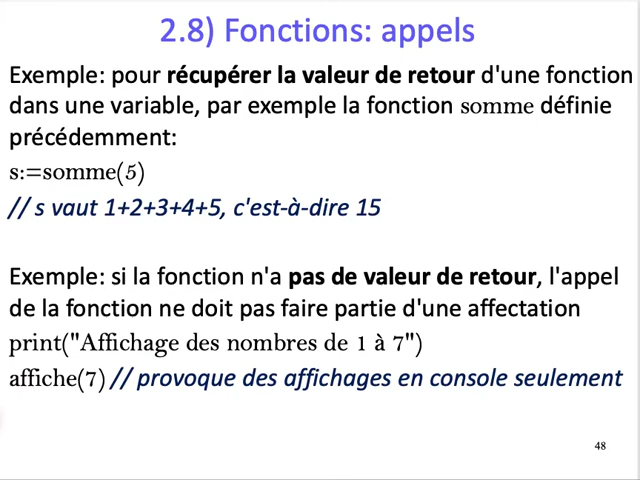 2.8) Fonctions: appels
Exemple: pour récupérer la valeur de retour d'une fonction
dans une variable, par exemple la fonction somme définie
précédemment:
s:=somme(5)
// s vaut 1+2+3+4+5, c'est-à-dire 15
Exemple: si la fonction n'a pas de valeur de retour, l'appel
de la fonction ne doit pas faire partie d'une affectation
print("Affichage des nombres de 1 à 7")
affiche(7) // provoque des affichages en console seulement
48